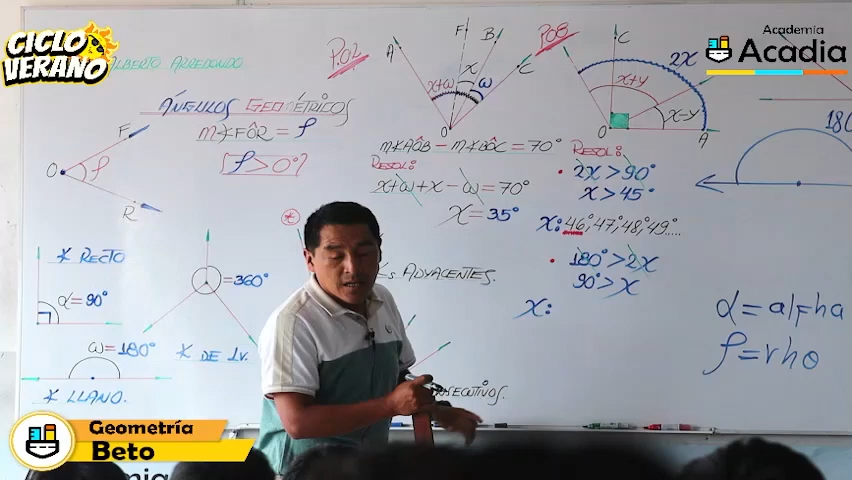 CICLO
VERANO
ALBERTO ARREDONDO
Academia
Acadia
ÁNGULOS GEOMÉTRICOS
m∢FÔR = ρ
ρ > 0°
F
O
ρ
R
* RECTO
α = 90°
ω = 180°
* LLANO.
= 360°
* DE 1V.
P.02
A
F
B
C
x+ω
x
ω
O
m∢AÔB − m∢BÔC = 70°
RESOL:
x+ω+x−ω = 70°
x = 35°
∢s ADYACENTES.
P.05
C
2x
x+y
x−y
O
A
RESOL:
• 2x > 90°
x > 45°
x: 46°, 47°, 48°, 49°.....
• 180° > 2x
90° > x
x:
180
α = alfha
ρ = rho
Geometría
Beto